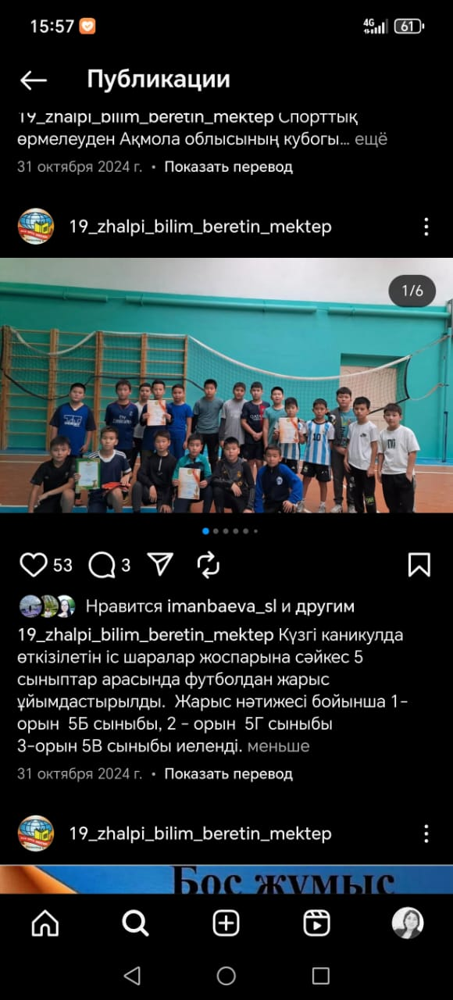 15:57
4G
61
Публикации
19_zhalpi_bilim_beretin_mektep Спорттық
өрмелеуден Ақмола облысының кубогы... ещё
31 октября 2024 г. • Показать перевод
19_zhalpi_bilim_beretin_mektep
1/6
53
3
Нравится imanbaeva_sl и другим
19_zhalpi_bilim_beretin_mektep Күзгі каникулда
өткізілетін іс шаралар жоспарына сәйкес 5
сыныптар арасында футболдан жарыс
ұйымдастырылды. Жарыс нәтижесі бойынша 1-
орын 5Б сыныбы, 2 - орын 5Г сыныбы
3-орын 5В сыныбы иеленді. меньше
31 октября 2024 г. • Показать перевод
19_zhalpi_bilim_beretin_mektep
Бос жұмыс